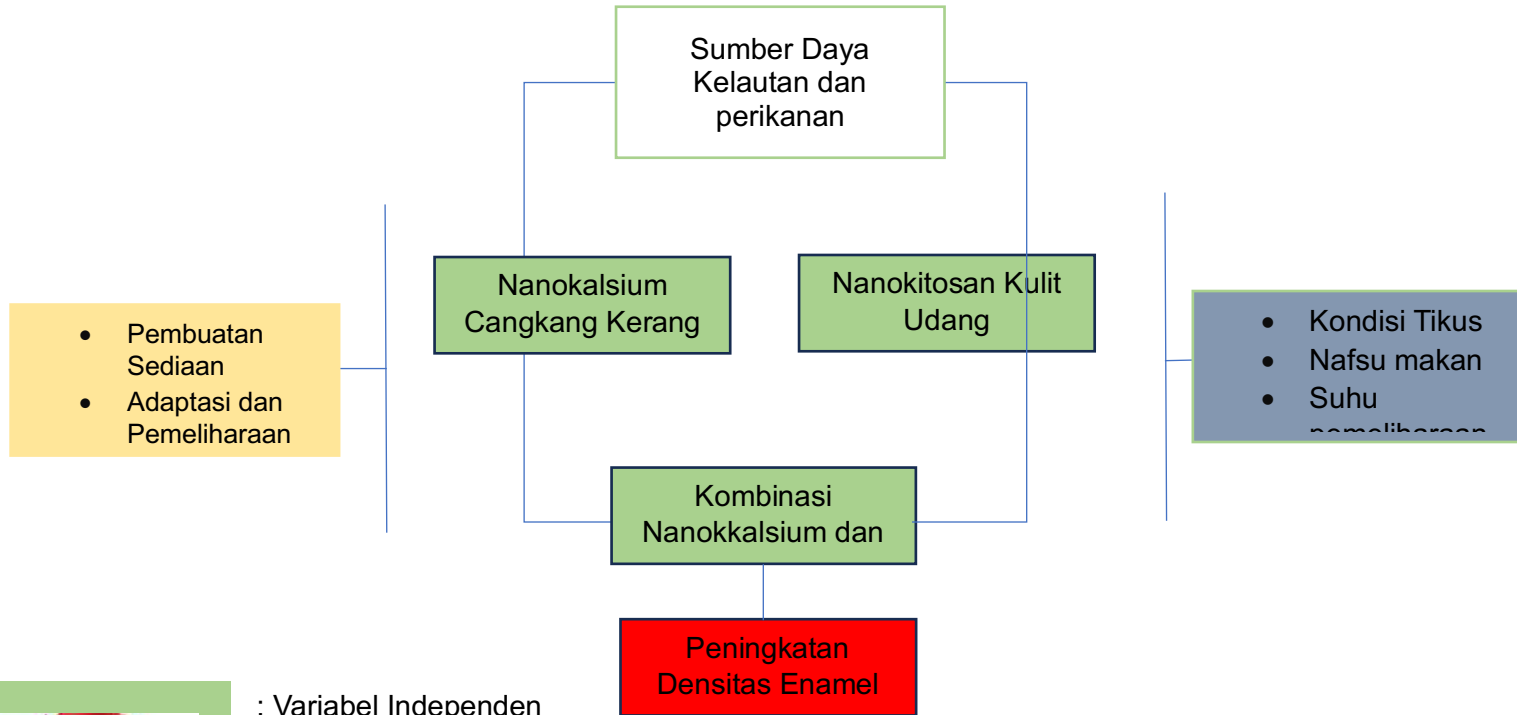 Sumber Daya
Kelautan dan
perikanan
Nanokalsium
Cangkang Kerang
Nanokitosan Kulit
Udang
• Pembuatan
Sediaan
• Adaptasi dan
Pemeliharaan
• Kondisi Tikus
• Nafsu makan
• Suhu
pemeliharaan
Kombinasi
Nanokkalsium dan
Peningkatan
Densitas Enamel
: Variabel Independen